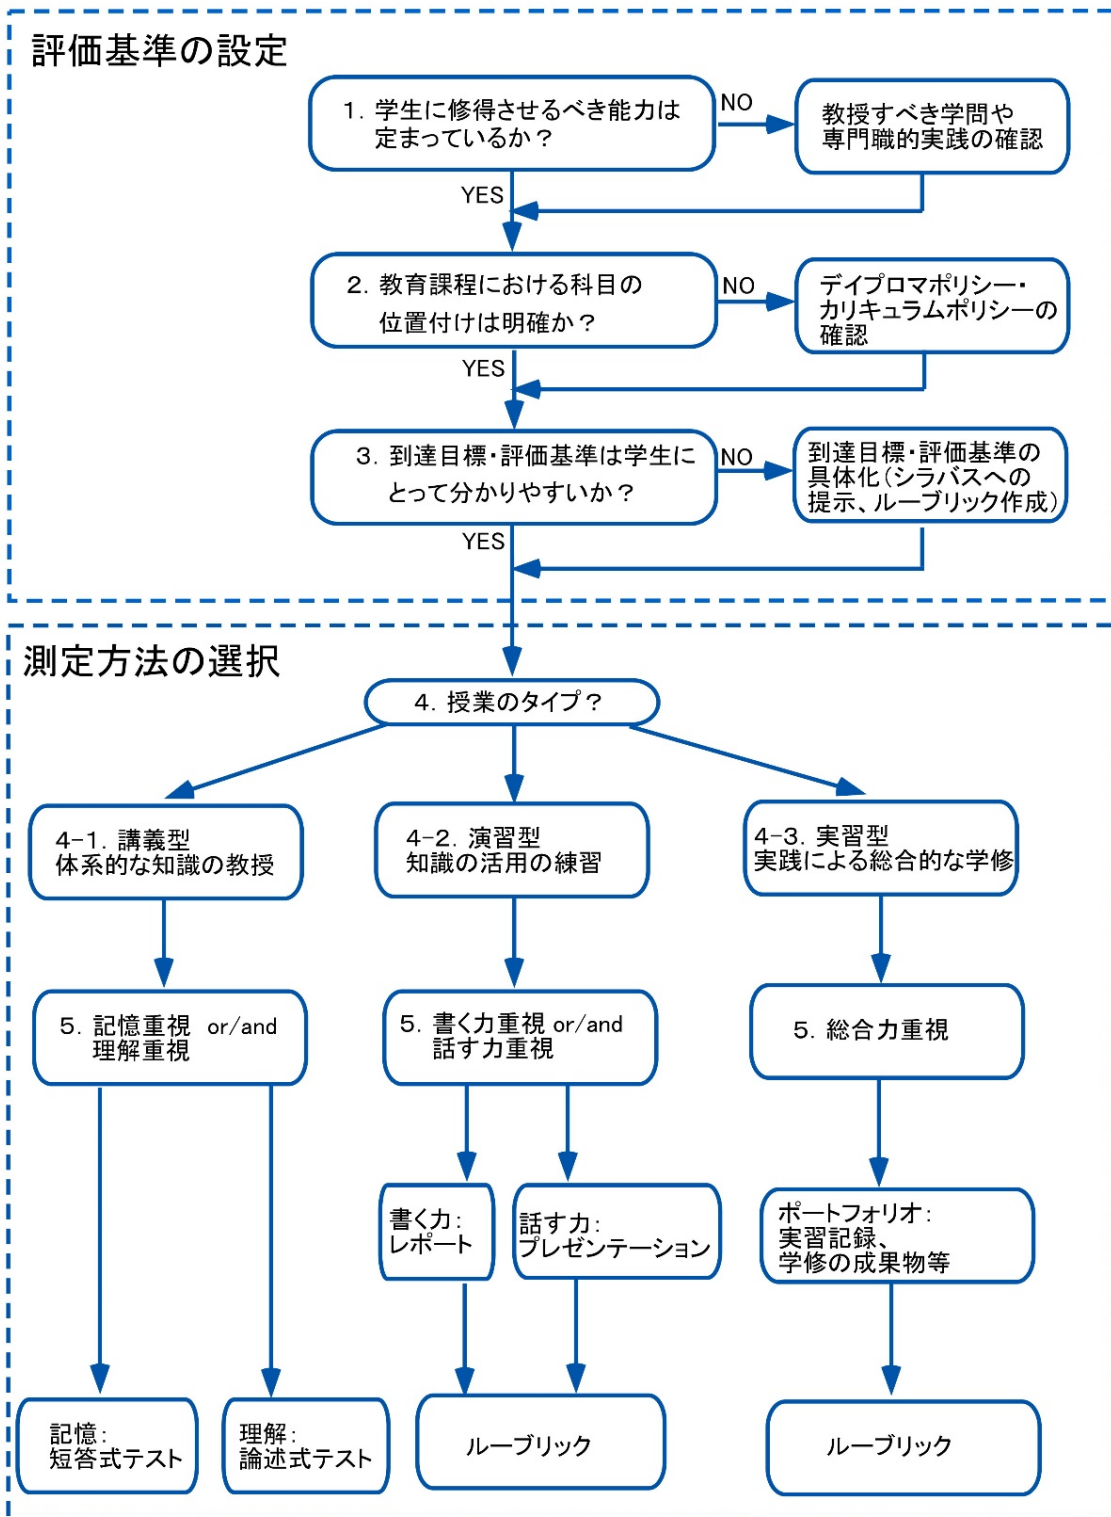 評価基準の設定
1. 学生に修得させるべき能力は
定まっているか？
NO
教授すべき学問や
専門職的実践の確認
YES
2. 教育課程における科目の
位置付けは明確か？
NO
デイプロマポリシー・
カリキュラムポリシーの
確認
YES
3. 到達目標・評価基準は学生に
とって分かりやすいか？
NO
到達目標・評価基準の
具体化（シラバスへの
提示、ルーブリック作成）
YES
測定方法の選択
4. 授業のタイプ？
4-1. 講義型
体系的な知識の教授
4-2. 演習型
知識の活用の練習
4-3. 実習型
実践による総合的な学修
5. 記憶重視 or/and
理解重視
5. 書く力重視 or/and
話す力重視
5. 総合力重視
書く力：
レポート
話す力：
プレゼンテーション
ポートフォリオ：
実習記録、
学修の成果物等
記憶：
短答式テスト
理解：
論述式テスト
ルーブリック
ルーブリック